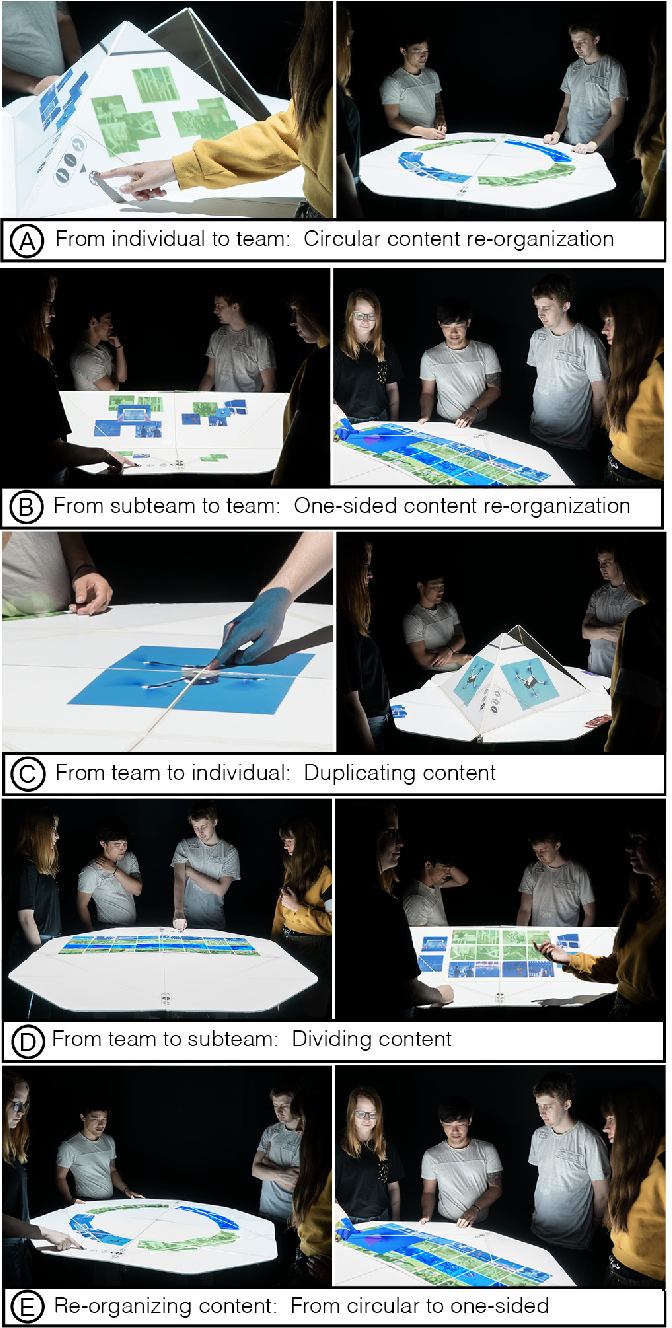 A From individual to team: Circular content re-organization
B From subteam to team: One-sided content re-organization
C From team to individual: Duplicating content
D From team to subteam: Dividing content
E Re-organizing content: From circular to one-sided